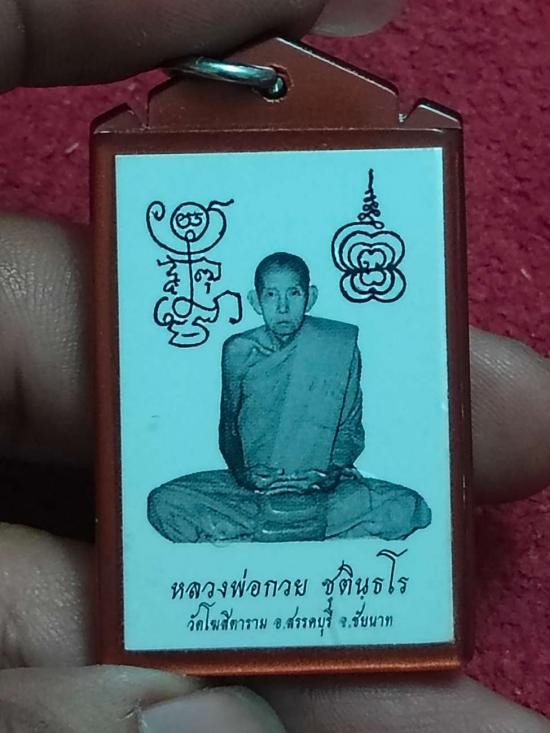 หลวงพ่อกวย ชุตินฺธโร
วัดโฆสิตาราม อ.สรรคบุรี จ.ชัยนาท